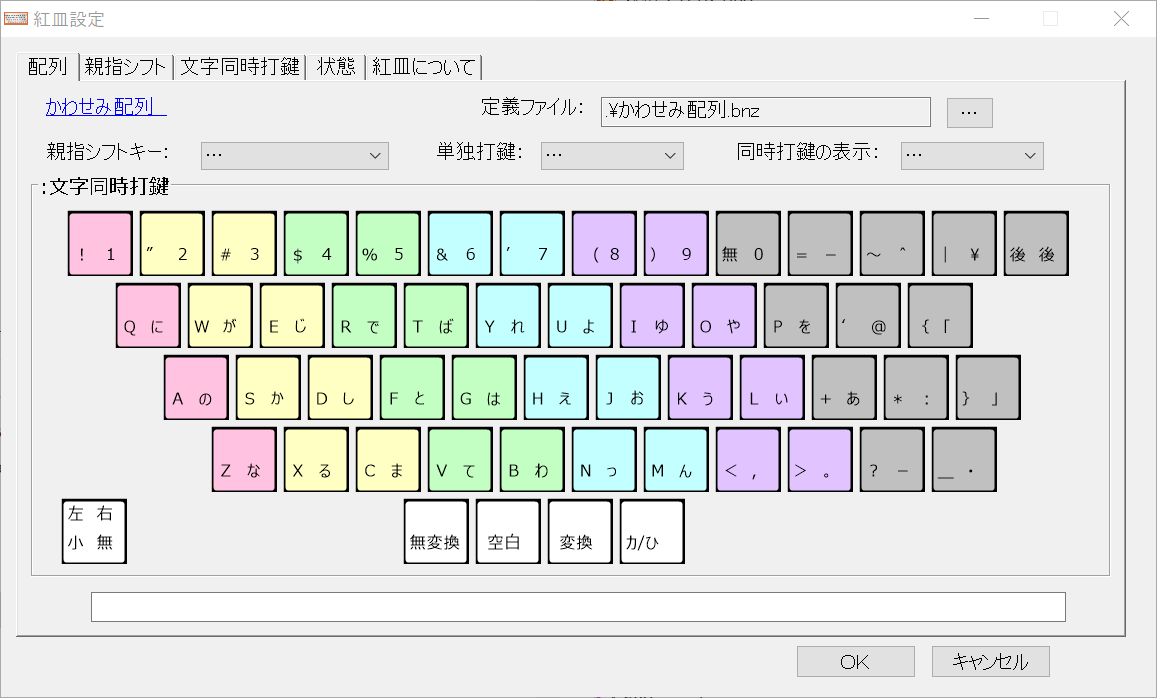 紅皿設定
配列 親指シフト 文字同時打鍵 状態 紅皿について
かわせみ配列 定義ファイル: .¥かわせみ配列.bnz ...
親指シフトキー: ... 単独打鍵: ... 同時打鍵の表示: ...
:文字同時打鍵
! 1 ″ 2 # 3 $ 4 % 5 & 6 ′ 7 ( 8 ) 9 無 0 = − ～ ＾ | ¥ 後 後
Q に W が E じ R で T ば Y れ U よ I ゆ O や P を ‘ @ { 「
A の S か D し F と G は H え J お K う L い + あ * : } 」
Z な X る C ま V て B わ N っ M ん < , > 。 ? − _ ・
左 右
小 無 無変換 空白 変換 カ/ひ
OK キャンセル